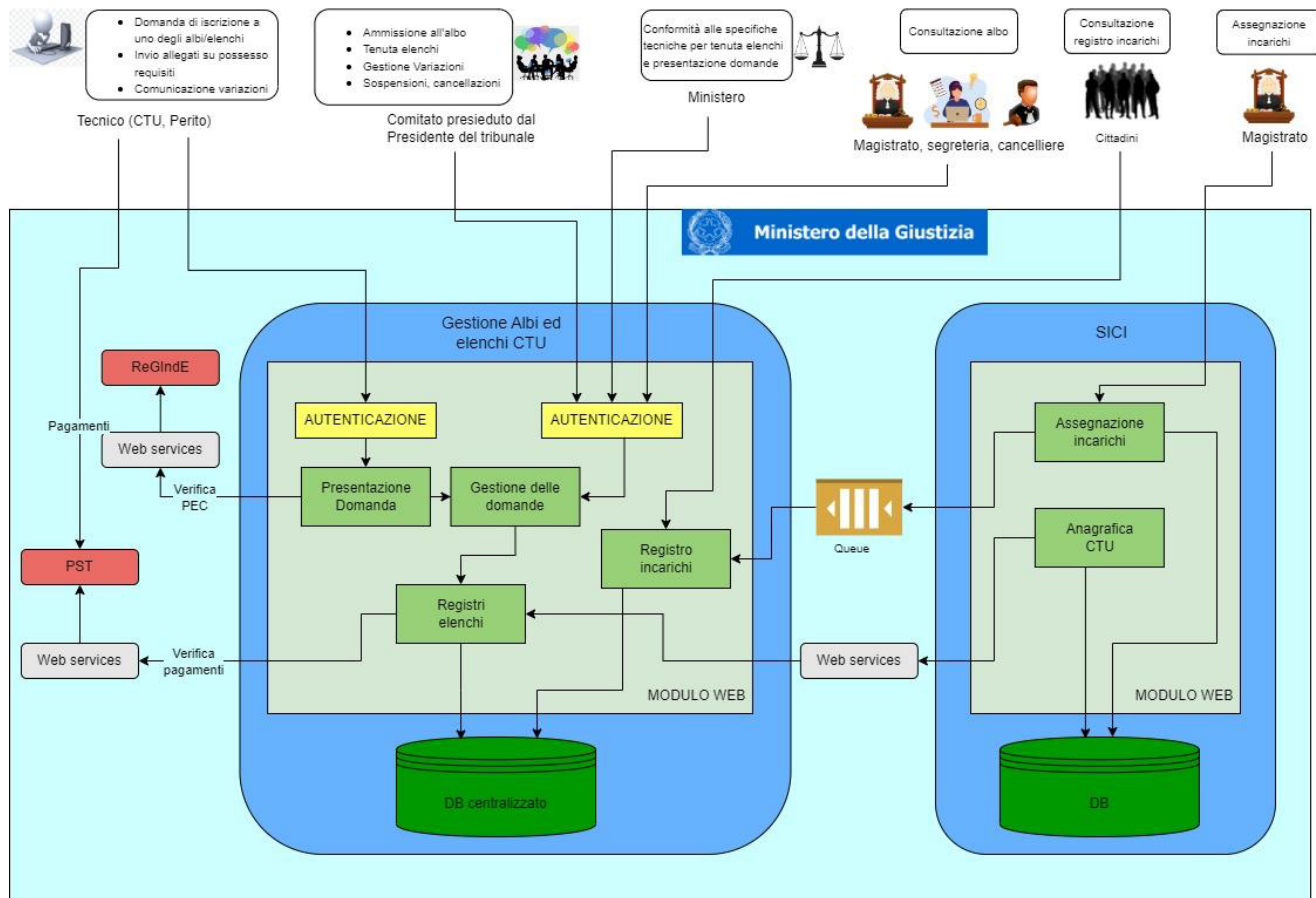 Domanda di iscrizione a
uno degli albi/elenchi
Invio allegati su possesso
requisiti
Comunicazione variazioni
Tecnico (CTU, Perito)
Ammissione all'albo
Tenuta elenchi
Gestione Variazioni
Sospensioni, cancellazioni
Comitato presieduto dal
Presidente del tribunale
Conformità alle specifiche
tecniche per tenuta elenchi
e presentazione domande
Ministero
Consultazione albo
Magistrato, segreteria, cancelliere
Consultazione
registro incarichi
Cittadini
Assegnazione
incarichi
Magistrato
Ministero della Giustizia
Gestione Albi ed
elenchi CTU
SICI
ReGIndE
Pagamenti
Web services
Verifica
PEC
AUTENTICAZIONE
AUTENTICAZIONE
Presentazione
Domanda
Gestione delle
domande
Registro
incarichi
Queue
Assegnazione
incarichi
Anagrafica
CTU
PST
Registri
elenchi
Web services
Verifica
pagamenti
Web services
MODULO WEB
MODULO WEB
DB centralizzato
DB